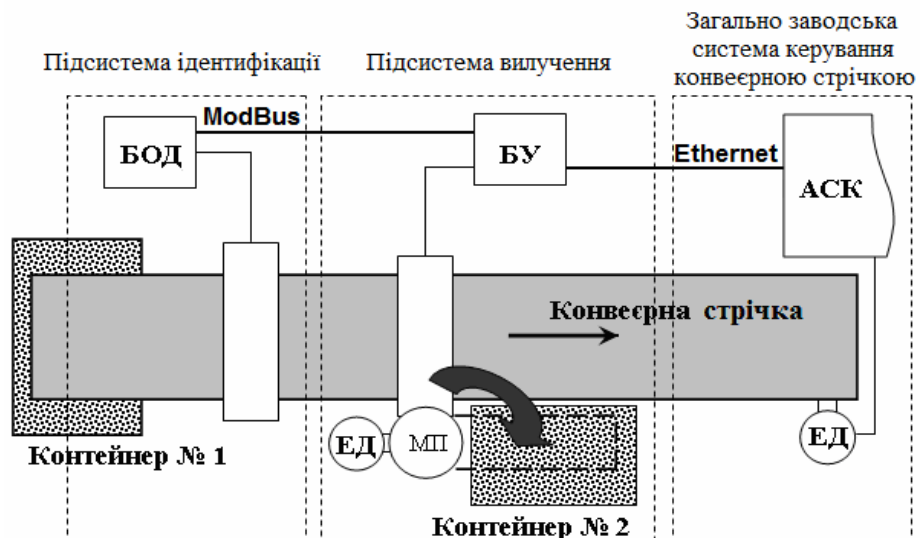 Загально заводська
система керування
конвеєрною стрічкою
Підсистема ідентифікації
Підсистема вилучення
ModBus
БОД
БУ
Ethernet
АСК
Конвеєрна стрічка
ЕД
МП
ЕД
Контейнер № 1
Контейнер № 2